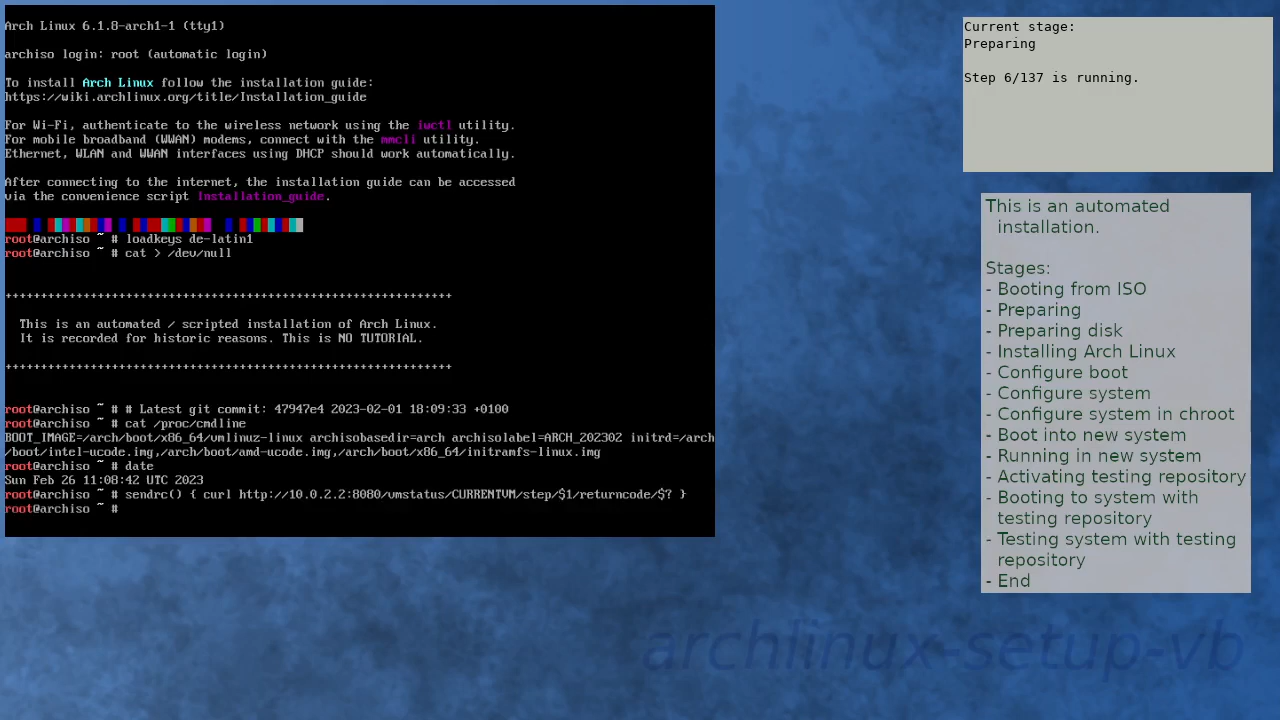 Arch Linux 6.1.8-arch1-1 (tty1)
archiso login: root (automatic login)
To install Arch Linux follow the installation guide:
https://wiki.archlinux.org/title/Installation_guide
For Wi-Fi, authenticate to the wireless network using the iwctl utility.
For mobile broadband (WWAN) modems, connect with the mmcli utility.
Ethernet, WLAN and WWAN interfaces using DHCP should work automatically.
After connecting to the internet, the installation guide can be accessed
via the convenience script Installation_guide.
root@archiso ~ # loadkeys de-latin1
root@archiso ~ # cat > /dev/null
+++++++++++++++++++++++++++++++++++++++++++++++++++++++++++++++
This is an automated / scripted installation of Arch Linux.
It is recorded for historic reasons. This is NO TUTORIAL.
+++++++++++++++++++++++++++++++++++++++++++++++++++++++++++++++
root@archiso ~ # # Latest git commit: 47947e4 2023-02-01 18:09:33 +0100
root@archiso ~ # cat /proc/cmdline
BOOT_IMAGE=/arch/boot/x86_64/vmlinuz-linux archisobasedir=arch archisolabel=ARCH_202302 initrd=/arch
/boot/intel-ucode.img,/arch/boot/amd-ucode.img,/arch/boot/x86_64/initramfs-linux.img
root@archiso ~ # date
Sun Feb 26 11:08:42 UTC 2023
root@archiso ~ # sendrc() { curl http://10.0.2.2:8080/vmstatus/CURRENTVM/step/$1/returncode/$? }
root@archiso ~ #
Current stage:
Preparing
Step 6/137 is running.
This is an automated
installation.
Stages:
- Booting from ISO
- Preparing
- Preparing disk
- Installing Arch Linux
- Configure boot
- Configure system
- Configure system in chroot
- Boot into new system
- Running in new system
- Activating testing repository
- Booting to system with
testing repository
- Testing system with testing
repository
- End
archlinux-setup-vb